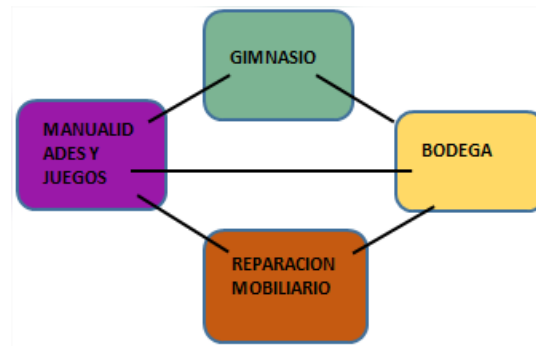 GIMNASIO
MANUALID
ADES Y
JUEGOS
BODEGA
REPARACION
MOBILIARIO